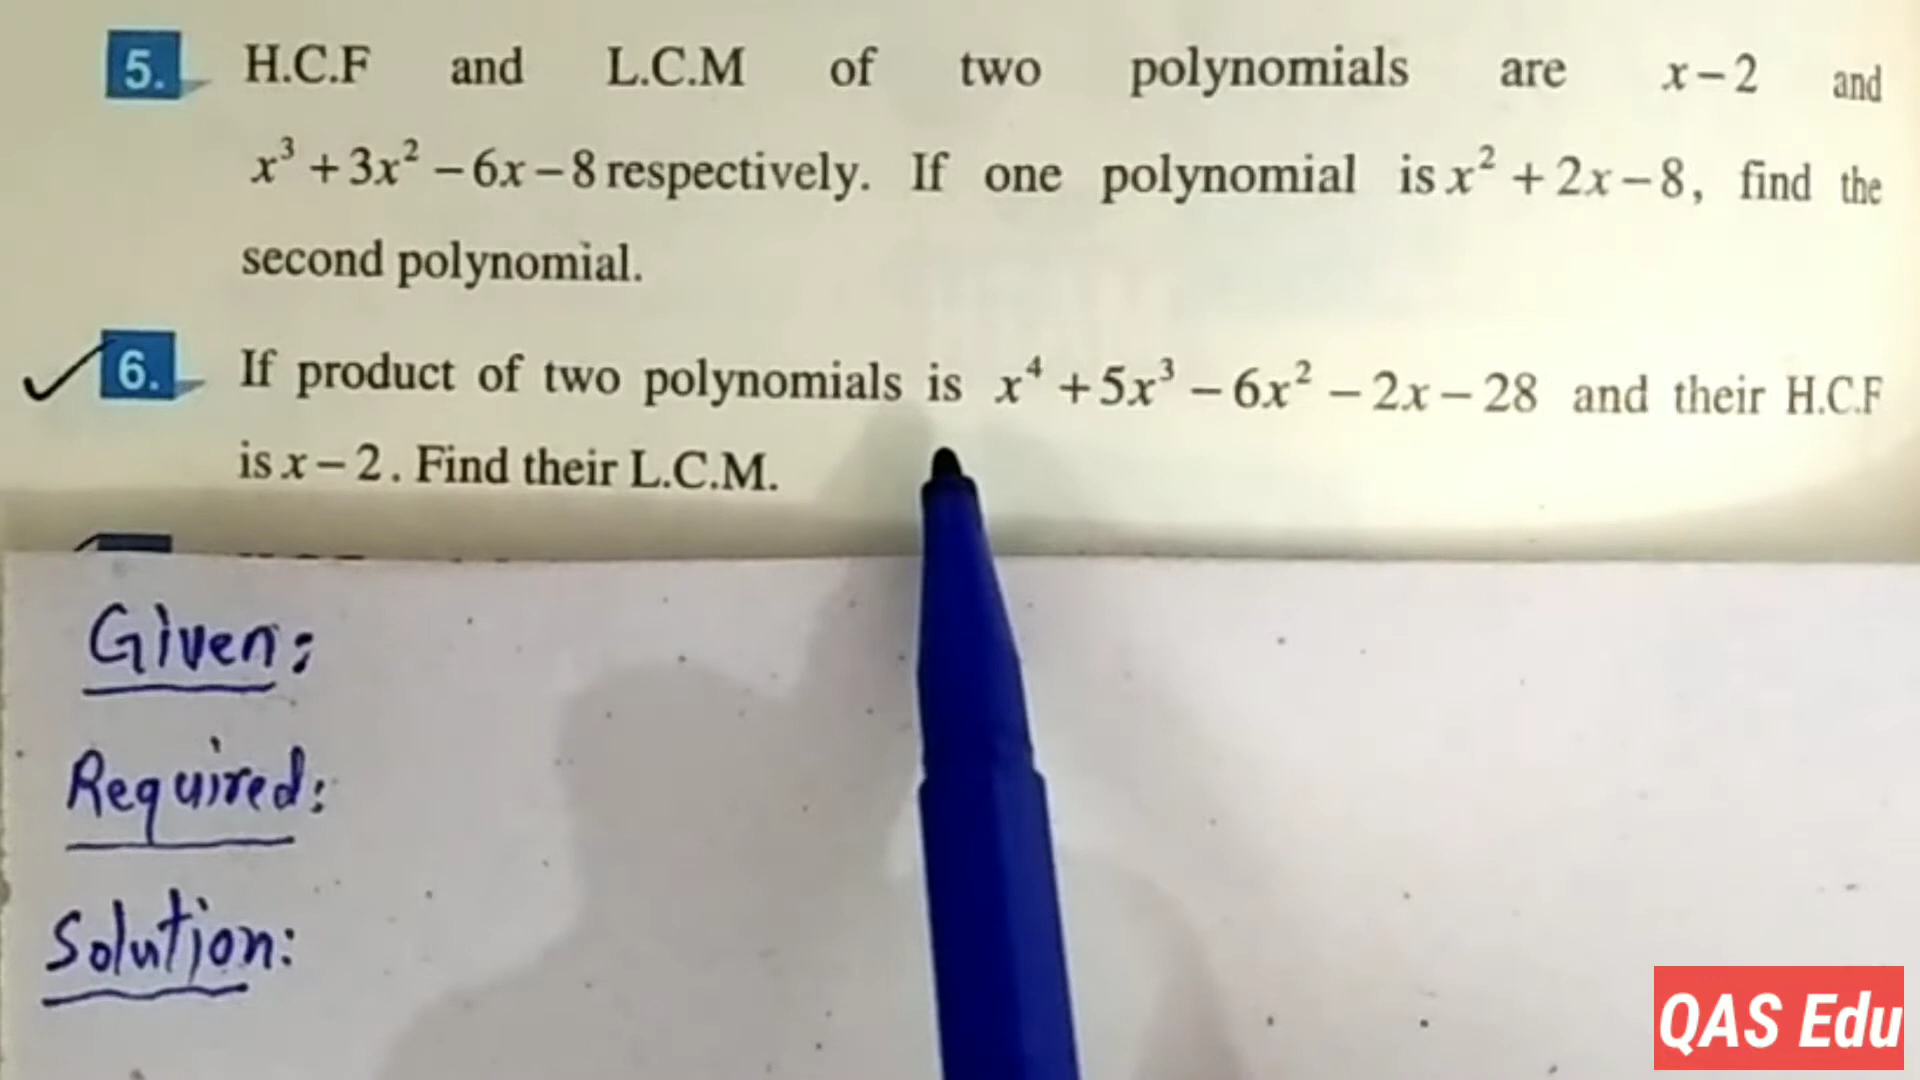 5. H.C.F and L.C.M of two polynomials are x−2 and
x³+3x²−6x−8 respectively. If one polynomial is x²+2x−8, find the
second polynomial.
6. If product of two polynomials is x⁴+5x³−6x²−2x−28 and their H.C.F
is x−2. Find their L.C.M.
Given:
Required:
Solution:
QAS Edu